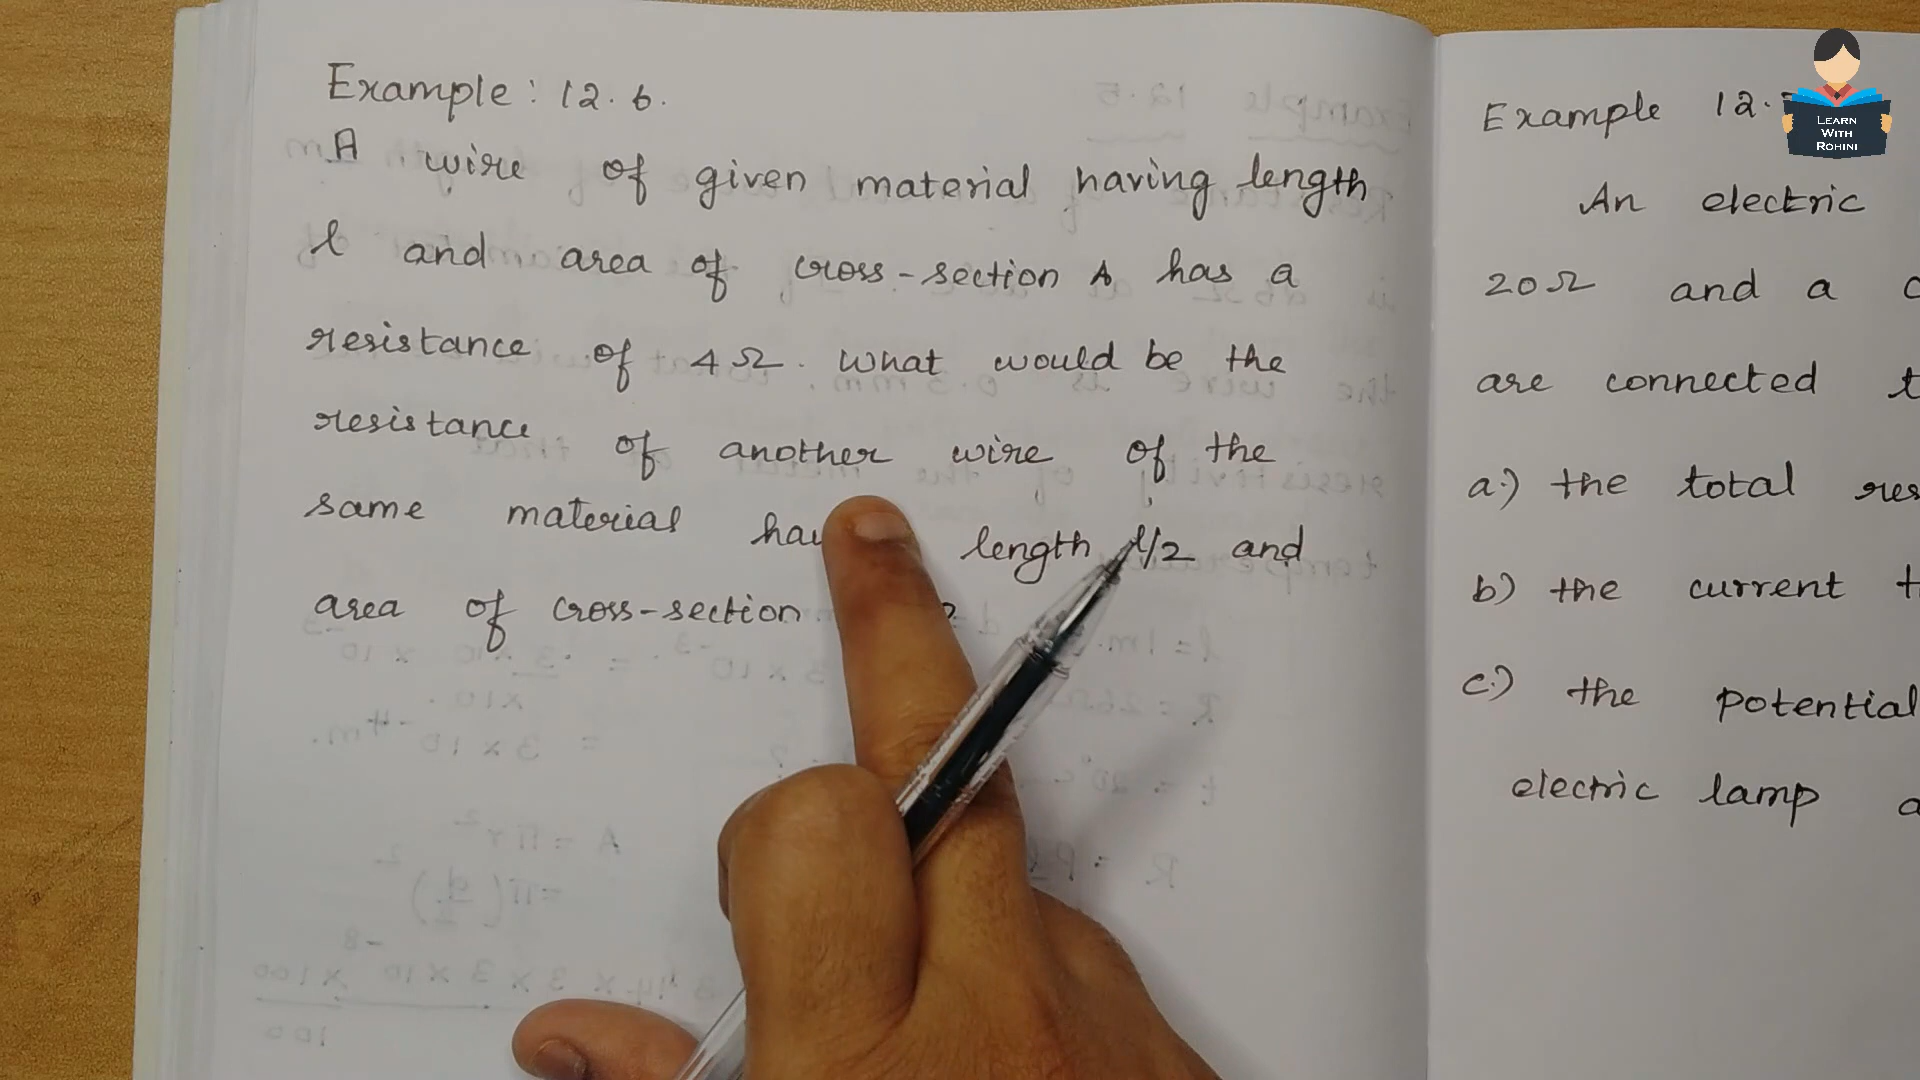 Example: 12.6.
A wire of given material having length
l and area of cross-section A has a
resistance of 4Ω. What would be the
resistance of another wire of the
same material length l/2 and
area of cross-section
Example 12.
An electric
20Ω and a
are connected
a.) the total
b) the current
c.) the potential
electric lamp
LEARN
WITH
ROHINI